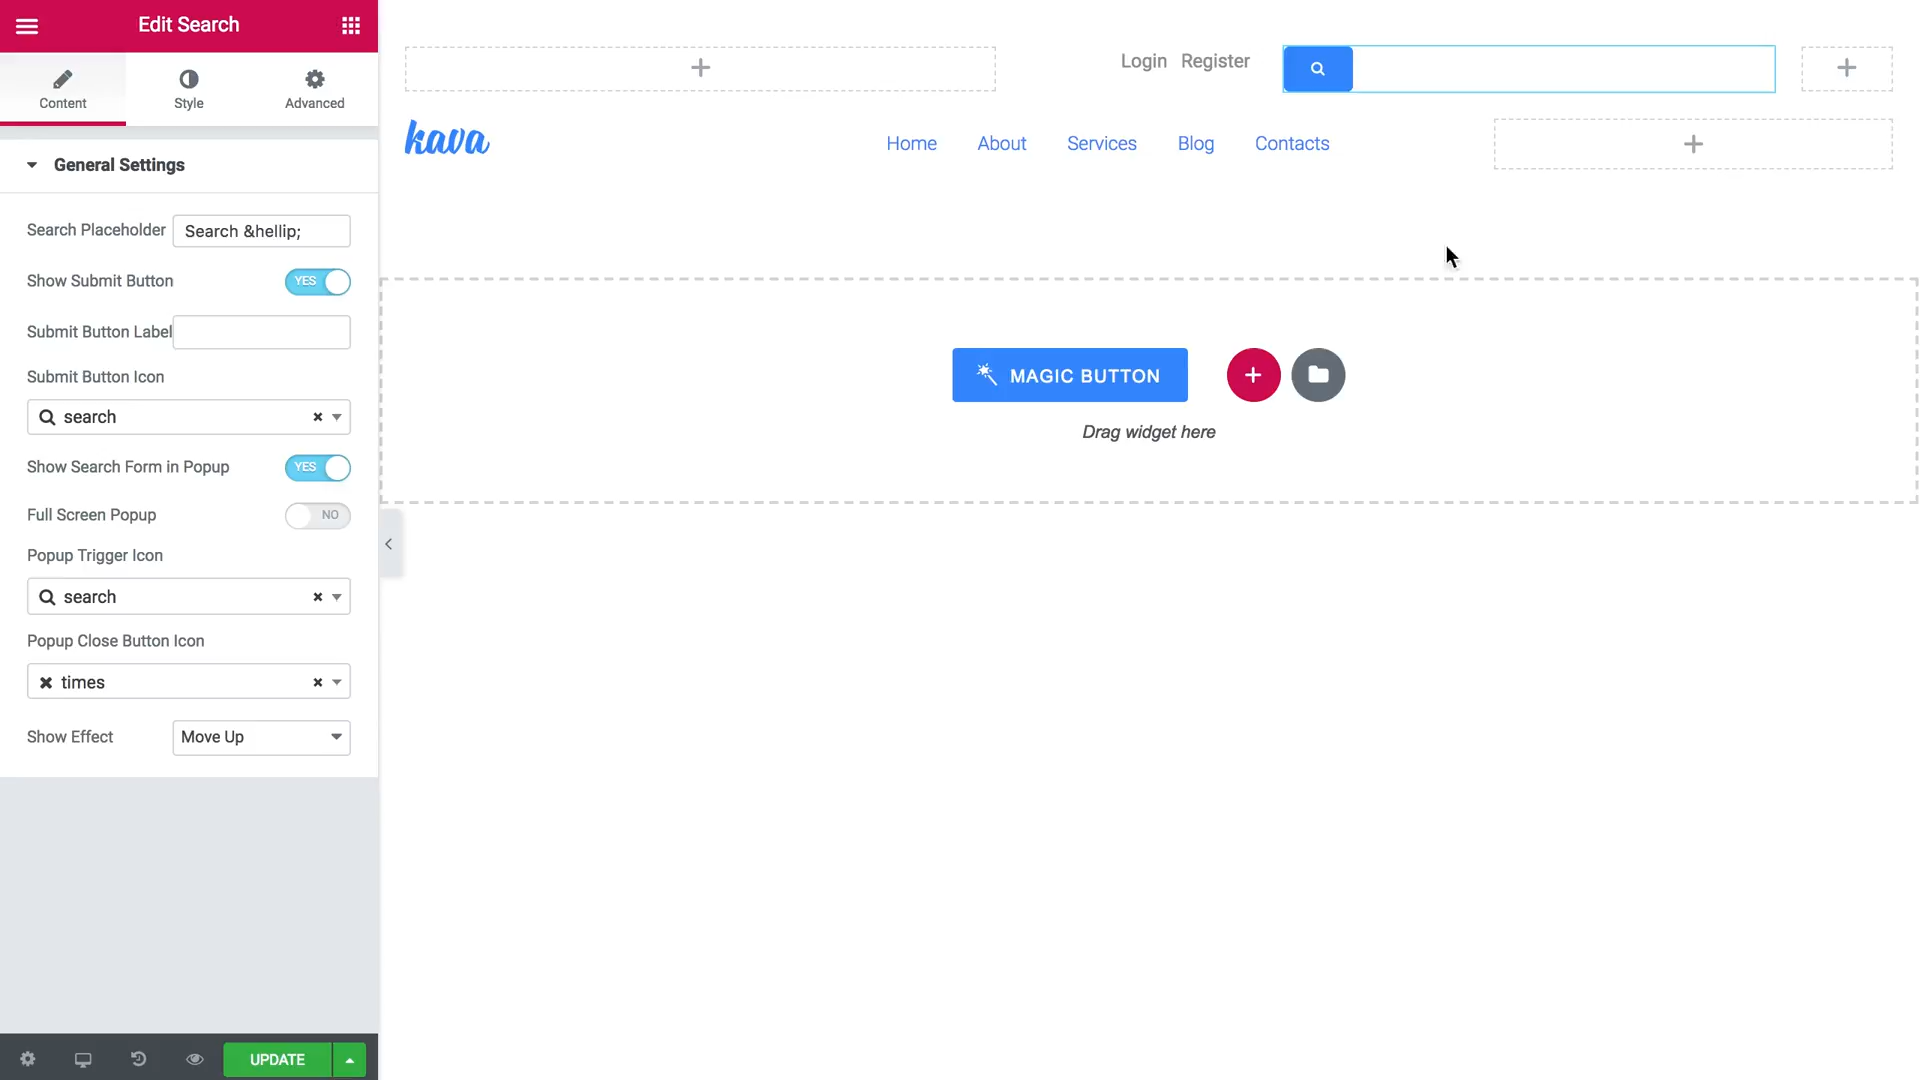 Edit Search
Content
Style
Advanced
General Settings
Search Placeholder
Search &hellip;
Show Submit Button
YES
Submit Button Label
Submit Button Icon
search
Show Search Form in Popup
YES
Full Screen Popup
NO
Popup Trigger Icon
search
Popup Close Button Icon
times
Show Effect
Move Up
UPDATE
Login Register
kava
Home About Services Blog Contacts
MAGIC BUTTON
Drag widget here